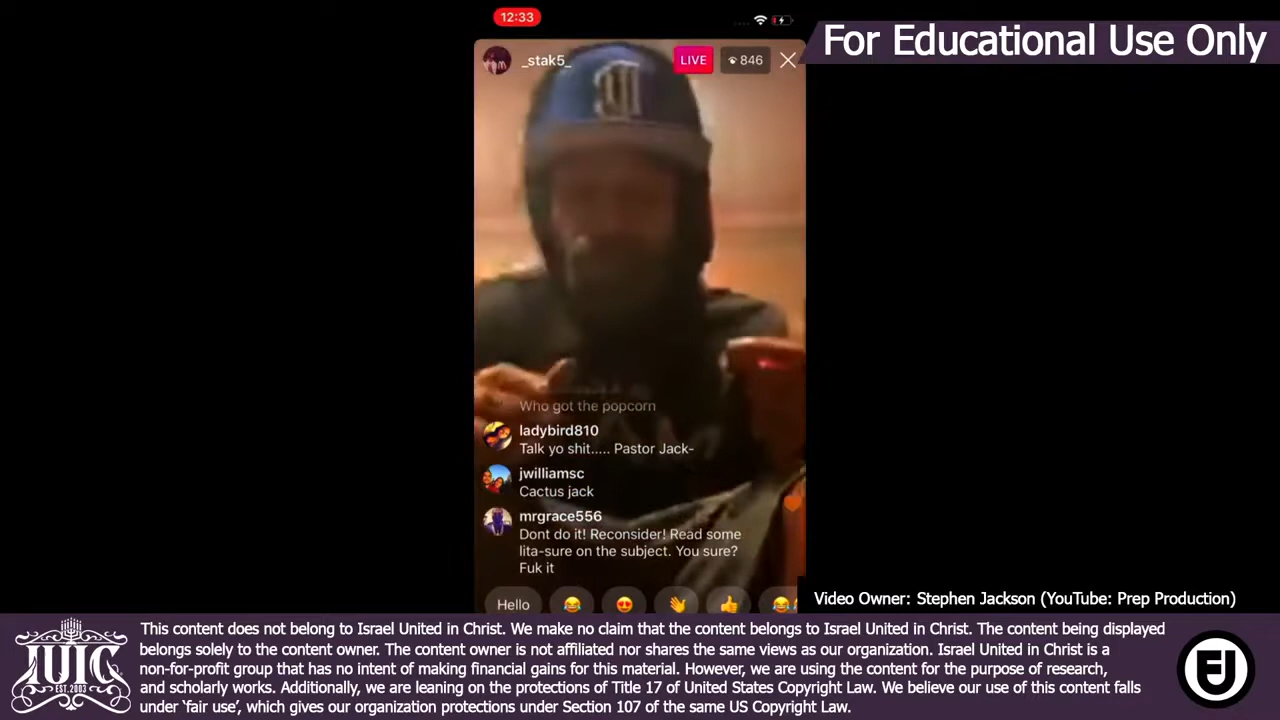 12:33
For Educational Use Only
_stak5_
LIVE
846
Who got the popcorn
ladybird810
Talk yo shit..... Pastor Jack-
jwilliamsc
Cactus jack
mrgrace556
Dont do it! Reconsider! Read some
lita-sure on the subject. You sure?
Fuk it
Hello
Video Owner: Stephen Jackson (YouTube: Prep Production)
IUIC
EST.2003
This content does not belong to Israel United in Christ. We make no claim that the content belongs to Israel United in Christ. The content being displayed
belongs solely to the content owner. The content owner is not affiliated nor shares the same views as our organization. Israel United in Christ is a
non-for-profit group that has no intent of making financial gains for this material. However, we are using the content for the purpose of research,
and scholarly works. Additionally, we are leaning on the protections of Title 17 of United States Copyright Law. We believe our use of this content falls
under ‘fair use’, which gives our organization protections under Section 107 of the same US Copyright Law.